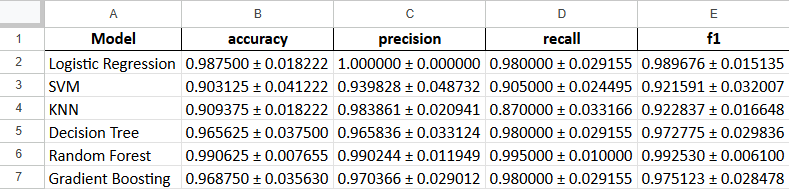 A B C D E
1 Model accuracy precision recall f1
2 Logistic Regression 0.987500 ± 0.018222 1.000000 ± 0.000000 0.980000 ± 0.029155 0.989676 ± 0.015135
3 SVM 0.903125 ± 0.041222 0.939828 ± 0.048732 0.905000 ± 0.024495 0.921591 ± 0.032007
4 KNN 0.909375 ± 0.018222 0.983861 ± 0.020941 0.870000 ± 0.033166 0.922837 ± 0.016648
5 Decision Tree 0.965625 ± 0.037500 0.965836 ± 0.033124 0.980000 ± 0.029155 0.972775 ± 0.029836
6 Random Forest 0.990625 ± 0.007655 0.990244 ± 0.011949 0.995000 ± 0.010000 0.992530 ± 0.006100
7 Gradient Boosting 0.968750 ± 0.035630 0.970366 ± 0.029012 0.980000 ± 0.029155 0.975123 ± 0.028478